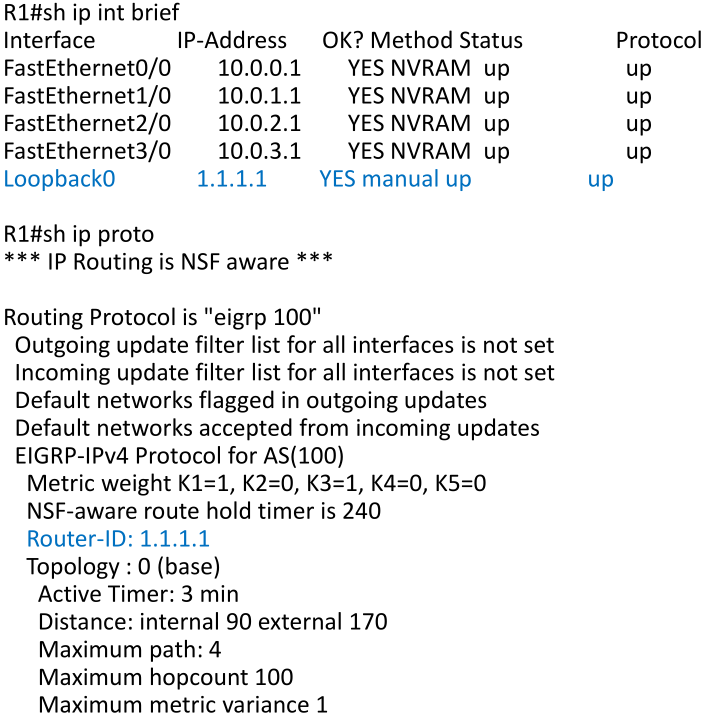 R1#sh ip int brief
Interface IP-Address OK? Method Status Protocol
FastEthernet0/0 10.0.0.1 YES NVRAM up up
FastEthernet1/0 10.0.1.1 YES NVRAM up up
FastEthernet2/0 10.0.2.1 YES NVRAM up up
FastEthernet3/0 10.0.3.1 YES NVRAM up up
Loopback0 1.1.1.1 YES manual up up
R1#sh ip proto
*** IP Routing is NSF aware ***
Routing Protocol is "eigrp 100"
Outgoing update filter list for all interfaces is not set
Incoming update filter list for all interfaces is not set
Default networks flagged in outgoing updates
Default networks accepted from incoming updates
EIGRP-IPv4 Protocol for AS(100)
Metric weight K1=1, K2=0, K3=1, K4=0, K5=0
NSF-aware route hold timer is 240
Router-ID: 1.1.1.1
Topology : 0 (base)
Active Timer: 3 min
Distance: internal 90 external 170
Maximum path: 4
Maximum hopcount 100
Maximum metric variance 1